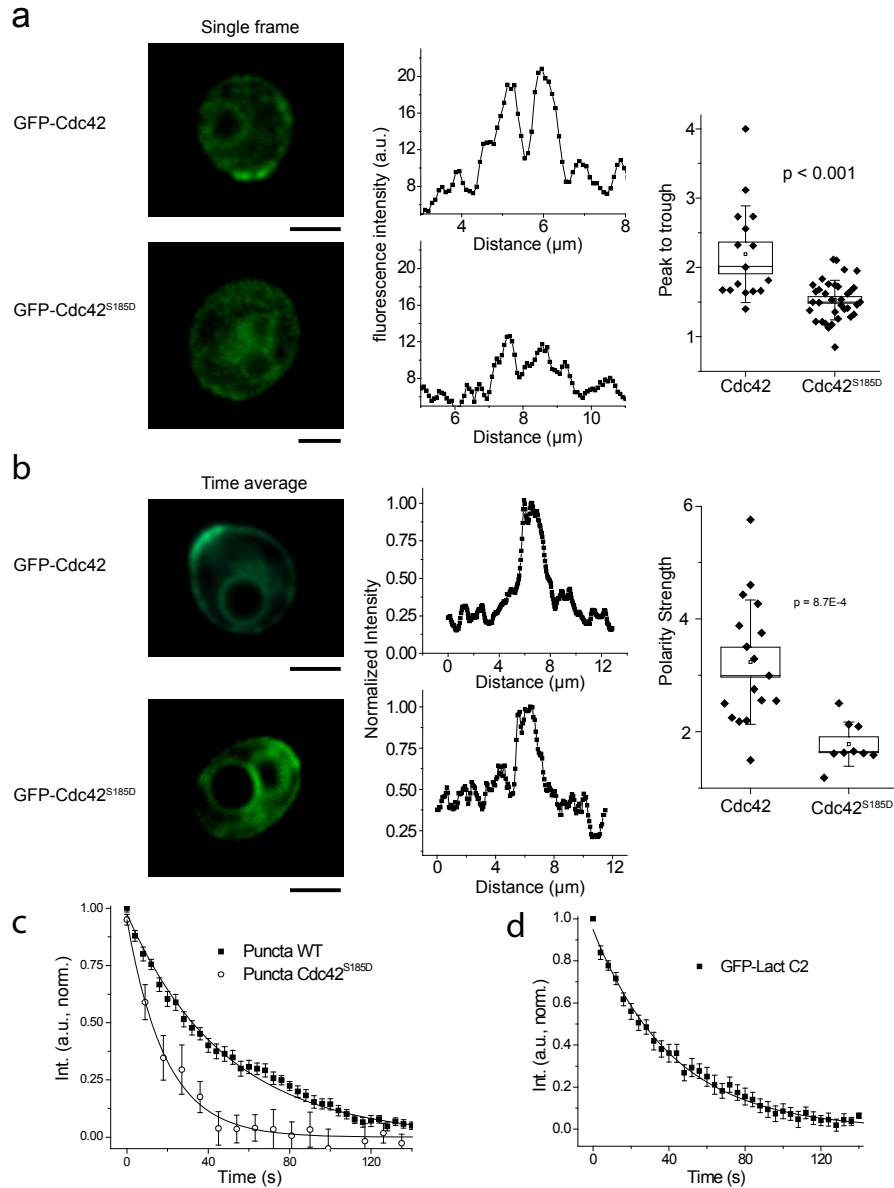 a
Single frame
GFP-Cdc42
GFP-Cdc42S185D
fluorescence intensity (a.u.)
20
16
12
8
4 6 8
Distance (µm)
20
16
12
8
6 8 10
Distance (µm)
Peak to trough
4
3
2
1
p < 0.001
Cdc42 Cdc42S185D
b
Time average
GFP-Cdc42
GFP-Cdc42S185D
Normalized Intensity
1.00
0.75
0.50
0.25
0.00
0 4 8 12
Distance (µm)
1.00
0.75
0.50
0.25
0 4 8 12
Distance (µm)
Polarity Strength
6
4
2
p = 8.7E-4
Cdc42 Cdc42S185D
c
Int. (a.u., norm.)
1.00
0.75
0.50
0.25
0.00
Puncta WT
Puncta Cdc42S185D
0 40 80 120
Time (s)
d
Int. (a.u., norm.)
1.0
0.8
0.6
0.4
0.2
0.0
GFP-Lact C2
0 40 80 120
Time (s)